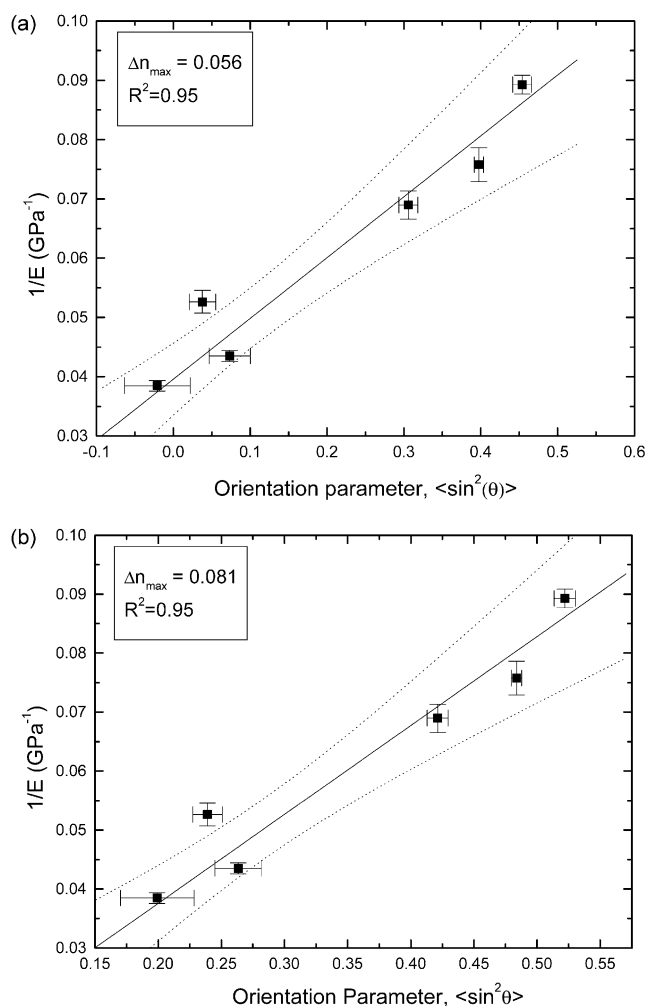 (a)
0.10
0.09
0.08
0.07
0.06
0.05
0.04
0.03
1/E (GPa⁻¹)
Δnₘₐₓ = 0.056
R²=0.95
-0.1 0.0 0.1 0.2 0.3 0.4 0.5 0.6
Orientation parameter, <sin²(θ)>
(b)
0.10
0.09
0.08
0.07
0.06
0.05
0.04
0.03
1/E (GPa⁻¹)
Δnₘₐₓ = 0.081
R²=0.95
0.15 0.20 0.25 0.30 0.35 0.40 0.45 0.50 0.55
Orientation Parameter, <sin²θ>